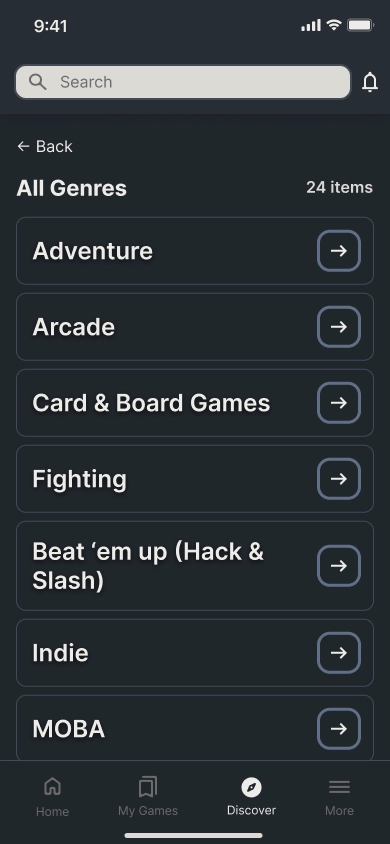 9:41
Search
← Back
All Genres
24 items
Adventure
Arcade
Card & Board Games
Fighting
Beat ‘em up (Hack &
Slash)
Indie
MOBA
Home
My Games
Discover
More